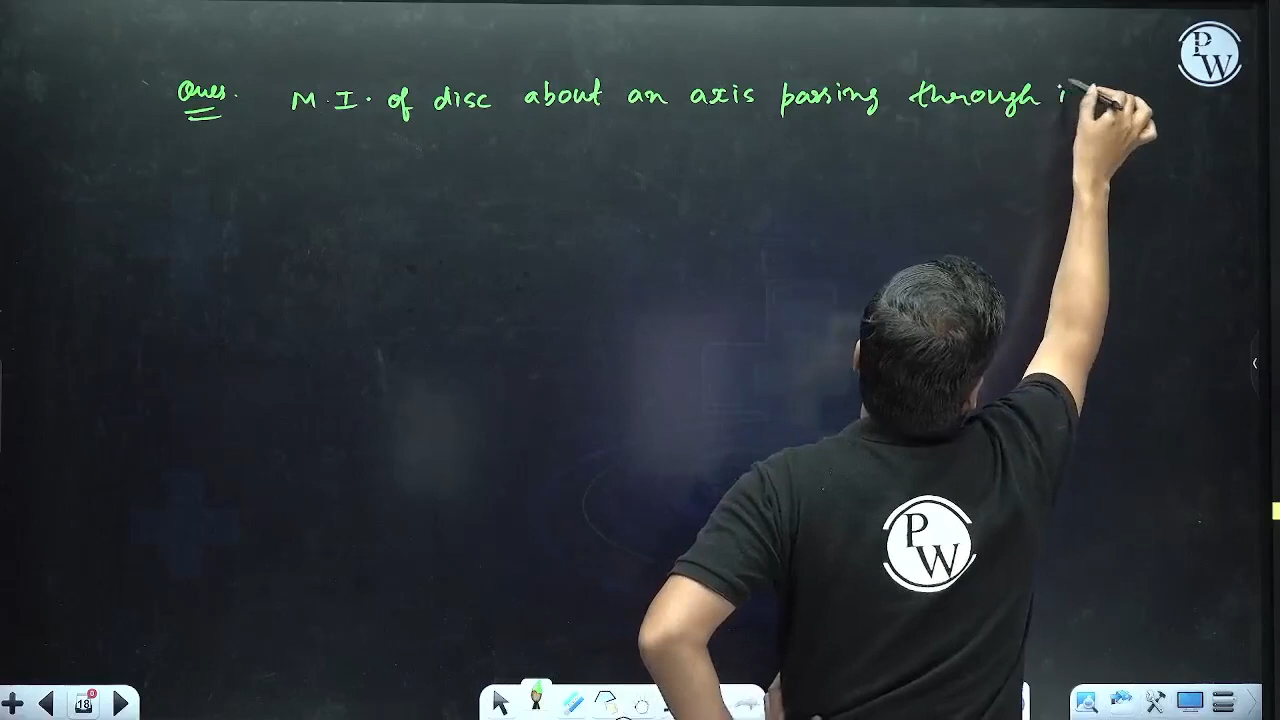 PW
Ques. M.I. of disc about an axis passing through i
PW
18